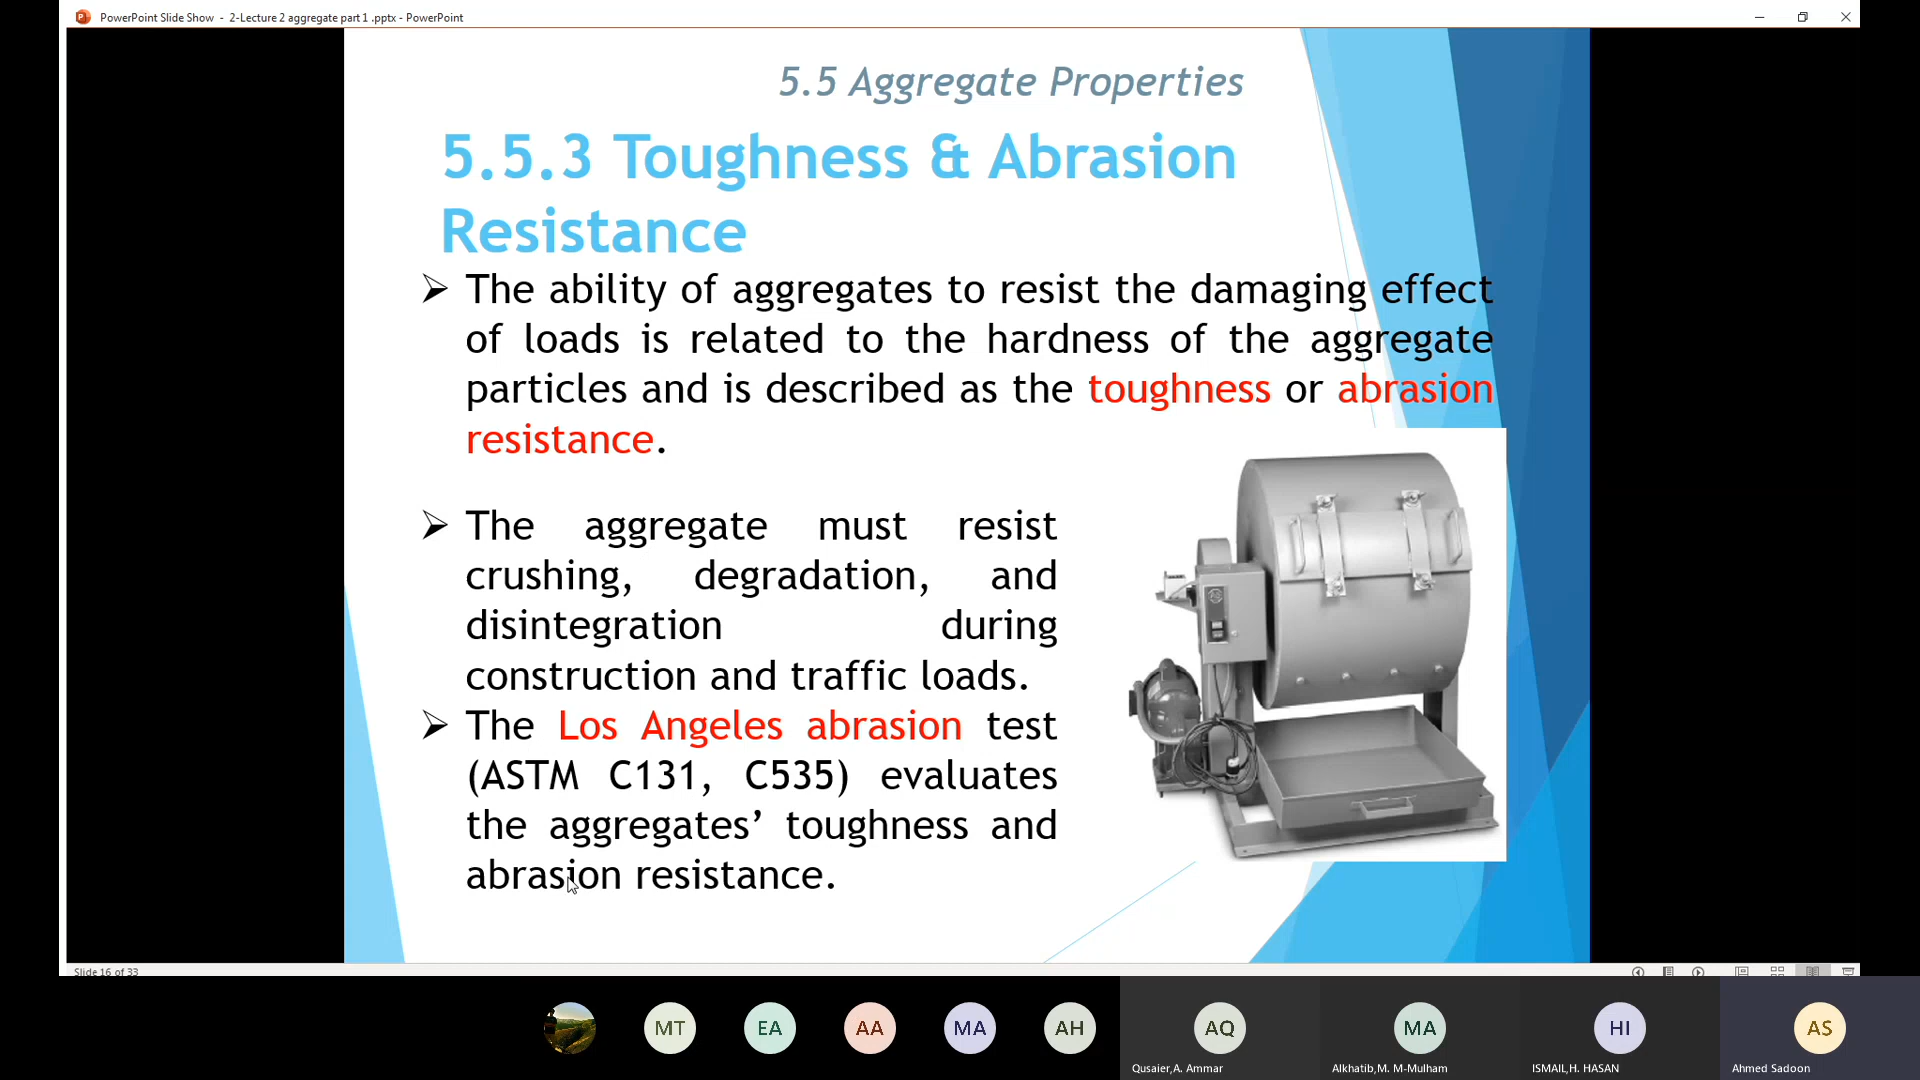 PowerPoint Slide Show - 2-Lecture 2 aggregate part 1 .pptx - PowerPoint
5.5 Aggregate Properties
5.5.3 Toughness & Abrasion
Resistance
➢ The ability of aggregates to resist the damaging effect
of loads is related to the hardness of the aggregate
particles and is described as the toughness or abrasion
resistance.
➢ The aggregate must resist
crushing, degradation, and
disintegration during
construction and traffic loads.
➢ The Los Angeles abrasion test
(ASTM C131, C535) evaluates
the aggregates’ toughness and
abrasion resistance.
Slide 16 of 33
MT EA AA MA AH AQ MA HI AS
Qusaier,A. Ammar Alkhatib,M. M-Mulham ISMAIL,H. HASAN Ahmed Sadoon